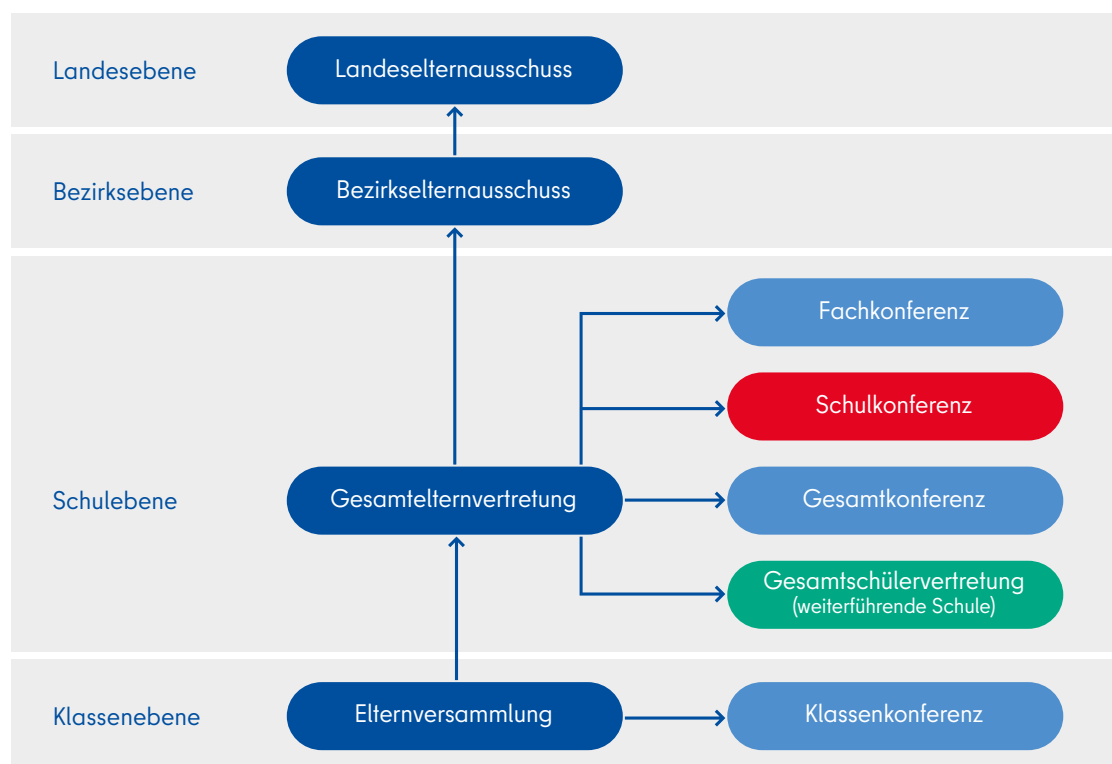 Landesebene
Landeselternausschuss
Bezirksebene
Bezirkselternausschuss
Fachkonferenz
Schulkonferenz
Schulebene
Gesamtelternvertretung
Gesamtkonferenz
Gesamtschülervertretung
(weiterführende Schule)
Klassenebene
Elternversammlung
Klassenkonferenz